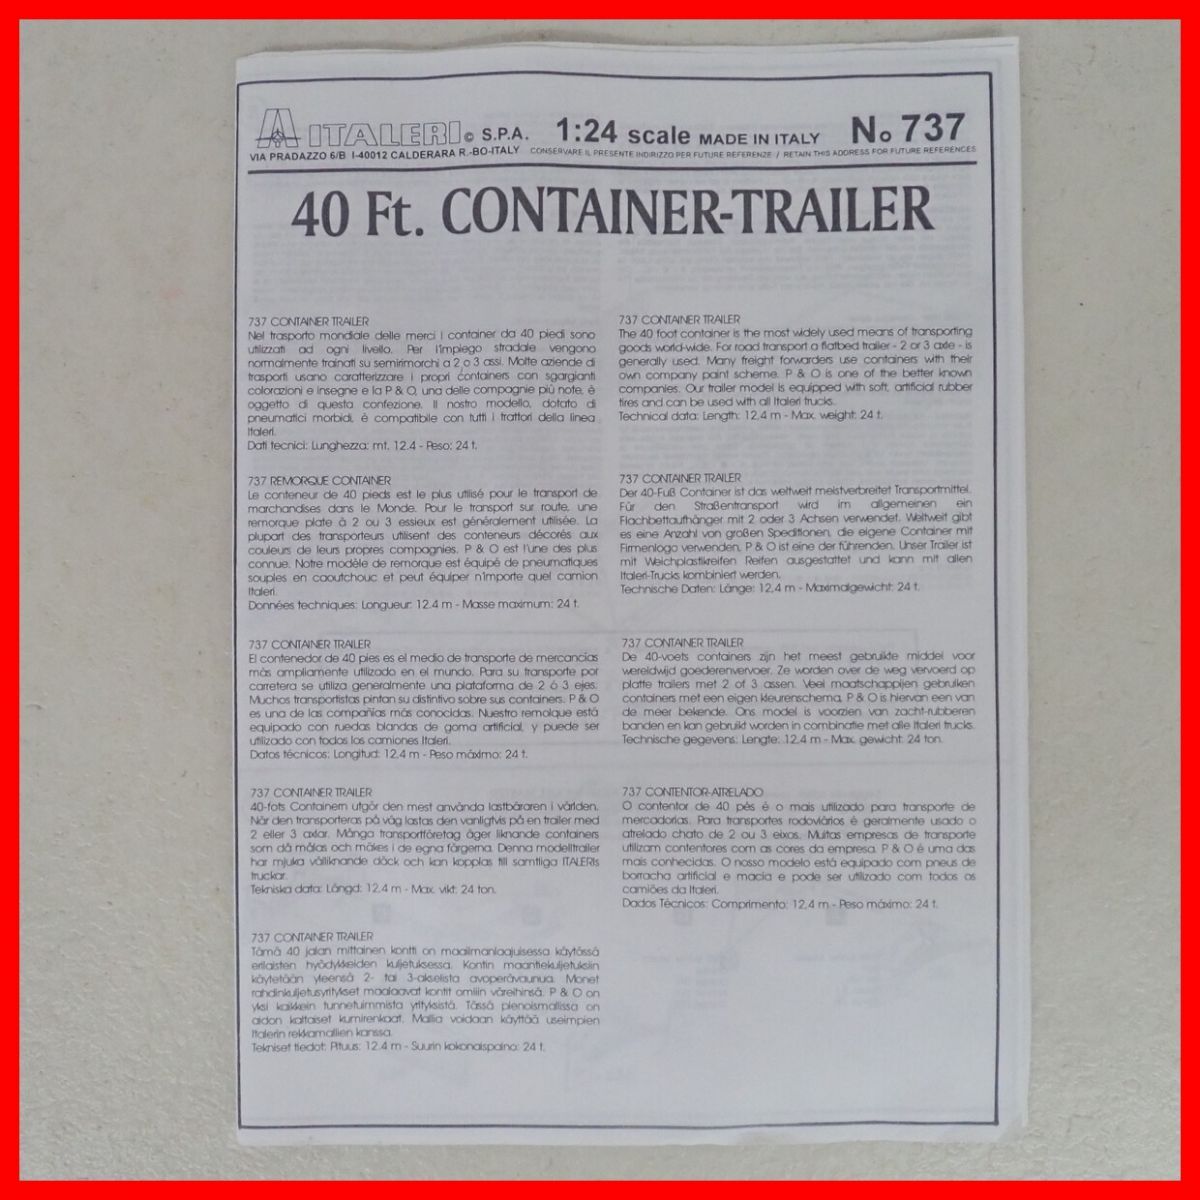 ITALERI © S.P.A. 1:24 scale MADE IN ITALY No 737
VIA PRADAZZO 6/B I-40012 CALDERARA R.-BO-ITALY CONSERVARE IL PRESENTE INDIRIZZO PER FUTURE REFERENZE / RETAIN THIS ADDRESS FOR FUTURE REFERENCES
40 Ft. CONTAINER-TRAILER
737 CONTAINER TRAILER
Nel trasporto mondiale delle merci i container da 40 piedi sono
utilizzati ad ogni livello. Per l'impiego stradale vengono
normalmente trainati su semirimorchi a 2 o 3 assi. Molte aziende di
trasporti usano caratterizzare i propri containers con sgargianti
colorazioni e insegne e la P & O, una delle compagnie più note, è
oggetto di questa confezione. Il nostro modello, dotato di
pneumatici morbidi, é compatibile con tutti i trattori della linea
Italeri.
Dati tecnici: Lunghezza: mt. 12.4 - Peso: 24 t.
737 REMORQUE CONTAINER
Le conteneur de 40 pieds est le plus utilisé pour le transport de
marchandises dans le Monde. Pour le transport sur route, une
remorque plate à 2 ou 3 essieux est généralement utilisée. La
plupart des transporteurs utilisent des conteneurs décorés aux
couleurs de leurs propres compagnies. P & O est l'une des plus
connue. Notre modèle de remorque est équipé de pneumatiques
souples en caoutchouc et peut équiper n'importe quel camion
Italeri.
Données techniques: Longueur: 12.4 m - Masse maximum: 24 t.
737 CONTAINER TRAILER
El contenedor de 40 pies es el medio de transporte de mercancías
más ampliamente utilizado en el mundo. Para su transporte por
carretera se utiliza generalmente una plataforma de 2 ó 3 ejes.
Muchos transportistas pintan su distintivo sobre sus containers. P & O
es una de las compañías más conocidas. Nuestro remolque está
equipado con ruedas blandas de goma artificial, y puede ser
utilizado con todos los camiones Italeri.
Datos técnicos: Longitud: 12,4 m - Peso máximo: 24 t.
737 CONTAINER TRAILER
40-fots Containern utgör den mest använda lastbäraren i världen.
När den transporteras på väg lastas den vanligtvis på en trailer med
2 eller 3 axlar. Många transportföretag äger liknande containers
som då målas och mäkes i de egna färgerna. Denna modelltrailer
har mjuka välliknande däck och kan kopplas till samtliga ITALERIs
truckar.
Tekniska data: Längd: 12.4 m - Max. vikt: 24 ton.
737 CONTAINER TRAILER
Tämä 40 jalan mittainen kontti on maailmanlaajuisessa käytössä
erilaisten hyödykkeiden kuljetuksessa. Kontin maantiekuljetuksiin
käytetään yleensä 2- tai 3-akselista avoperävaunua. Monet
rahdinkuljetusyritykset maalaavat kontit omiin väreihinsä. P & O on
yksi kaikkein tunnetuimmista yrityksistä. Tässä pienoismallissa on
aidon kaltaiset kumirenkaat. Mallia voidaan käyttää useimpien
Italerin rekkamallien kanssa.
Tekniset tiedot: Pituus: 12.4 m - Suurin kokonaispaino: 24 t.
737 CONTAINER TRAILER
The 40 foot container is the most widely used means of transporting
goods world-wide. For road transport a flatbed trailer - 2 or 3 axle - is
generally used. Many freight forwarders use containers with their
own company paint scheme. P & O is one of the better known
companies. Our trailer model is equipped with soft, artificial rubber
tires and can be used with all Italeri trucks.
Technical data: Length: 12,4 m - Max. weight: 24 t.
737 CONTAINER TRAILER
Der 40-Fuß Container ist das weltweit meistverbreitet Transportmittel.
Für den Straßentransport wird im allgemeinen ein
Flachbettaufhänger mit 2 oder 3 Achsen verwendet. Weltweit gibt
es eine Anzahl von großen Speditionen, die eigene Container mit
Firmenlogo verwenden, P & O ist eine der führenden. Unser Trailer ist
mit Weichplastikreifen Reifen ausgestattet und kann mit allen
Italeri-Trucks kombiniert werden.
Technische Daten: Länge: 12,4 m - Maximalgewicht: 24 t.
737 CONTAINER TRAILER
De 40-voets containers zijn het meest gebruikte middel voor
wereldwijd goederenvervoer. Ze worden over de weg vervoerd op
platte trailers met 2 of 3 assen. Veel maatschappijen gebruiken
containers met een eigen kleurenschema. P & O is hiervan een van
de meer bekende. Ons model is voorzien van zacht-rubberen
banden en kan gebruikt worden in combinatie met alle Italeri trucks.
Technische gegevens: Lengte: 12,4 m - Max. gewicht: 24 ton.
737 CONTENTOR-ATRELADO
O contentor de 40 pés é o mais utilizado para transporte de
mercadorias. Para transportes rodoviários é geralmente usado o
atrelado chato de 2 ou 3 eixos. Muitas empresas de transporte
utilizam contentores com as cores da empresa. P & O é uma das
mais conhecidas. O nosso modelo está equipado com pneus de
borracha artificial e macia e pode ser utilizado com todos os
camiões da Italeri.
Dados Técnicos: Comprimento: 12,4 m - Peso máximo: 24 t.